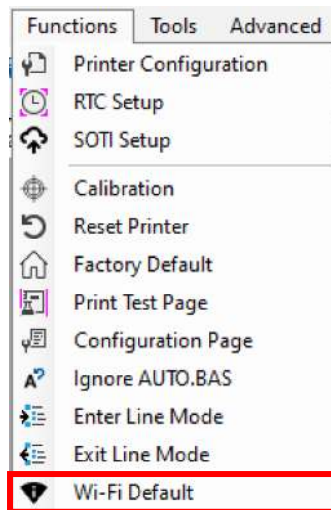 Functions Tools Advanced
Printer Configuration
RTC Setup
SOTI Setup
Calibration
Reset Printer
Factory Default
Print Test Page
Configuration Page
Ignore AUTO.BAS
Enter Line Mode
Exit Line Mode
Wi-Fi Default